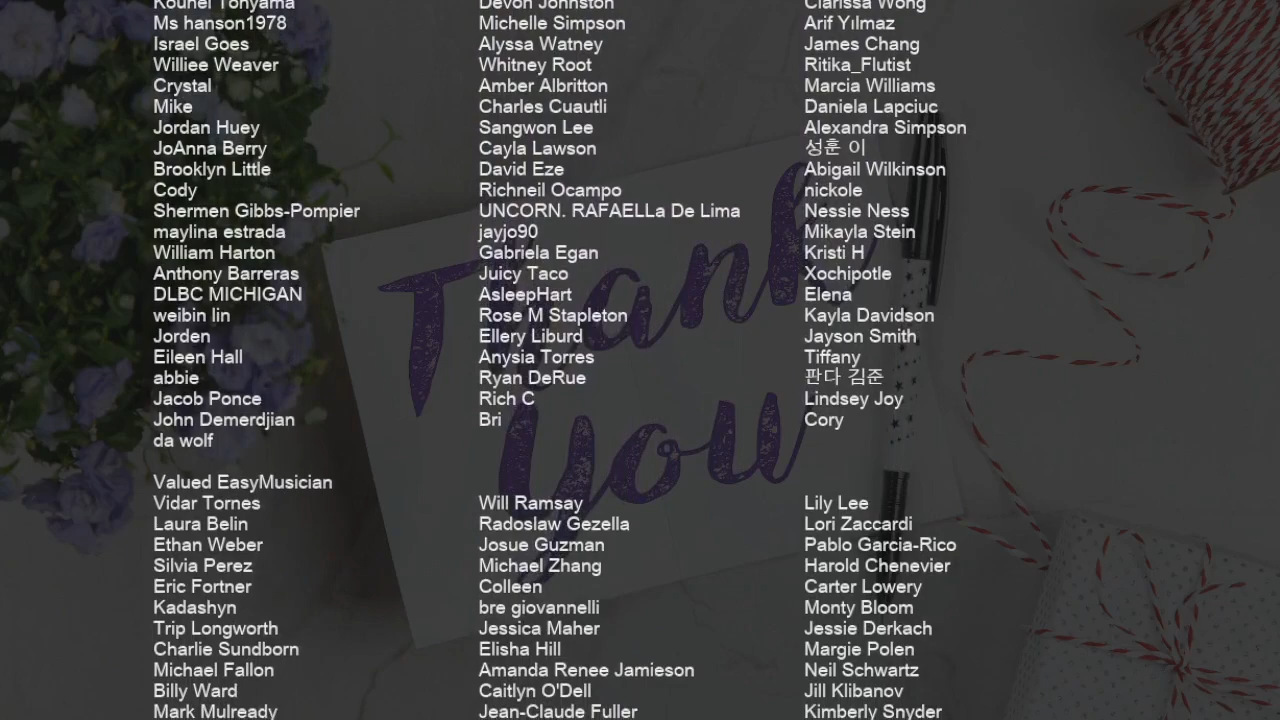 Kouhei Tonyama Devon Johnston Clarissa Wong
Ms hanson1978 Michelle Simpson Arif Yılmaz
Israel Goes Alyssa Watney James Chang
Williee Weaver Whitney Root Ritika_Flutist
Crystal Amber Albritton Marcia Williams
Mike Charles Cuautli Daniela Lapciuc
Jordan Huey Sangwon Lee Alexandra Simpson
JoAnna Berry Cayla Lawson 성훈 이
Brooklyn Little David Eze Abigail Wilkinson
Cody Richneil Ocampo nickole
Shermen Gibbs-Pompier UNCORN. RAFAELLa De Lima Nessie Ness
maylina estrada jayjo90 Mikayla Stein
William Harton Gabriela Egan Kristi H
Anthony Barreras Juicy Taco Xochipotle
DLBC MICHIGAN AsleepHart Elena
weibin lin Rose M Stapleton Kayla Davidson
Jorden Ellery Liburd Jayson Smith
Eileen Hall Anysia Torres Tiffany
abbie Ryan DeRue 판다 김준
Jacob Ponce Rich C Lindsey Joy
John Demerdjian Bri Cory
da wolf
Valued EasyMusician
Vidar Tornes Will Ramsay Lily Lee
Laura Belin Radoslaw Gezella Lori Zaccardi
Ethan Weber Josue Guzman Pablo Garcia-Rico
Silvia Perez Michael Zhang Harold Chenevier
Eric Fortner Colleen Carter Lowery
Kadashyn bre giovannelli Monty Bloom
Trip Longworth Jessica Maher Jessie Derkach
Charlie Sundborn Elisha Hill Margie Polen
Michael Fallon Amanda Renee Jamieson Neil Schwartz
Billy Ward Caitlyn O'Dell Jill Klibanov
Mark Mulready Jean-Claude Fuller Kimberly Snyder
Thank
you